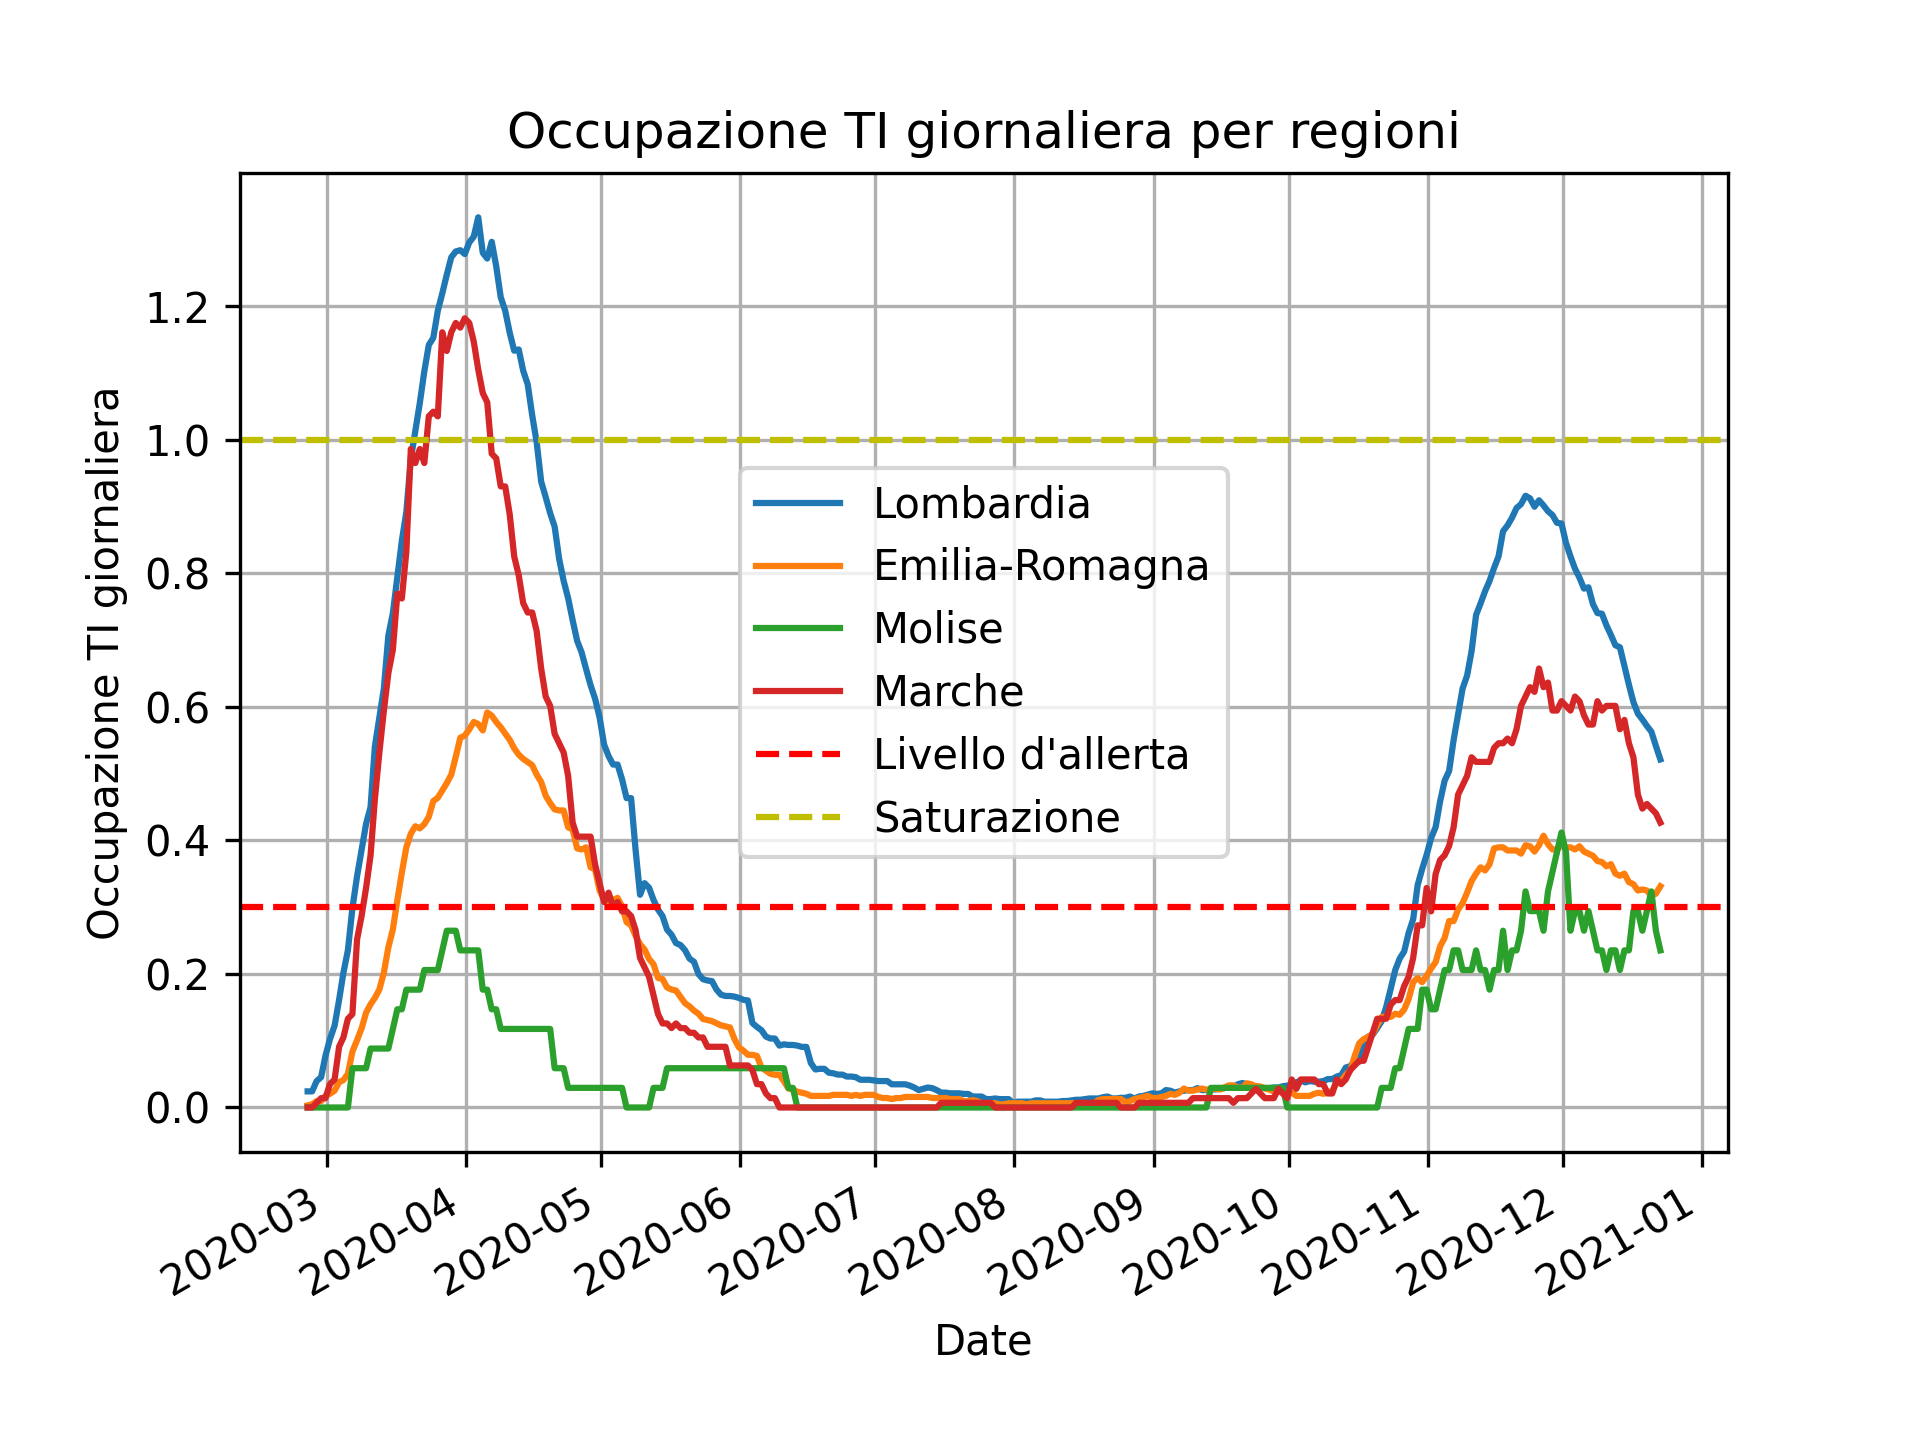 Occupazione TI giornaliera per regioni
Occupazione TI giornaliera
1.2
1.0
0.8
0.6
0.4
0.2
0.0
Lombardia
Emilia-Romagna
Molise
Marche
Livello d'allerta
Saturazione
2020-03
2020-04
2020-05
2020-06
2020-07
2020-08
2020-09
2020-10
2020-11
2020-12
2021-01
Date